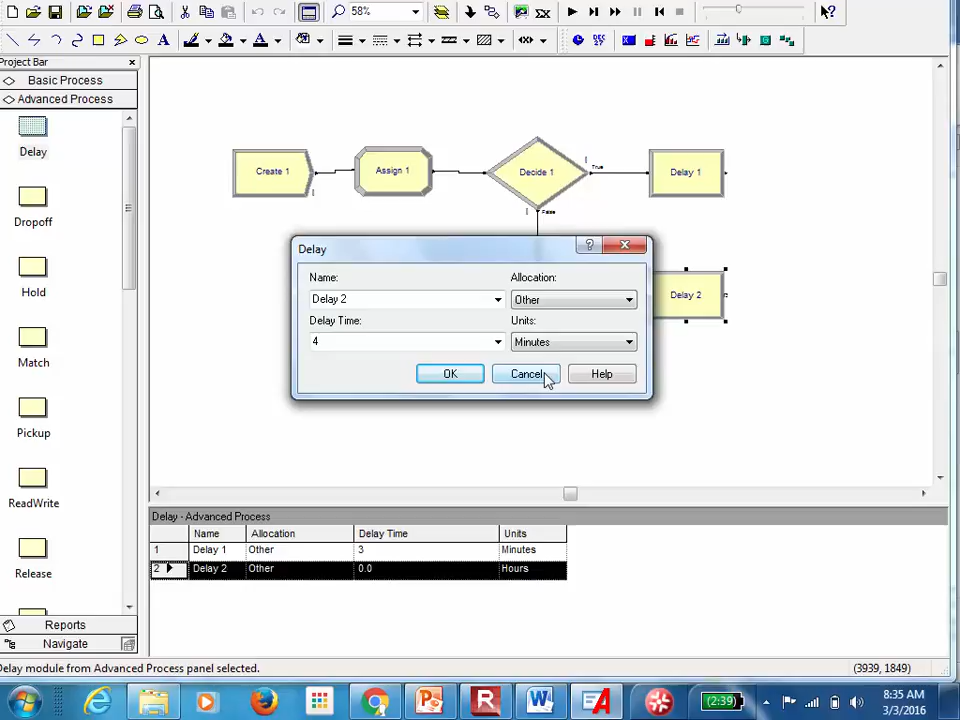 58%
Project Bar
Basic Process
Advanced Process
Delay
Dropoff
Hold
Match
Pickup
ReadWrite
Release
Reports
Navigate
Create 1
Assign 1
Decide 1
True
False
Delay 1
Delay 2
Delay
Name:
Allocation:
Delay 2
Other
Delay Time:
Units:
4
Minutes
OK
Cancel
Help
Delay - Advanced Process
Name Allocation Delay Time Units
1 Delay 1 Other 3 Minutes
2 Delay 2 Other 0.0 Hours
Delay module from Advanced Process panel selected.
(3939, 1849)
(2:39)
8:35 AM
3/3/2016